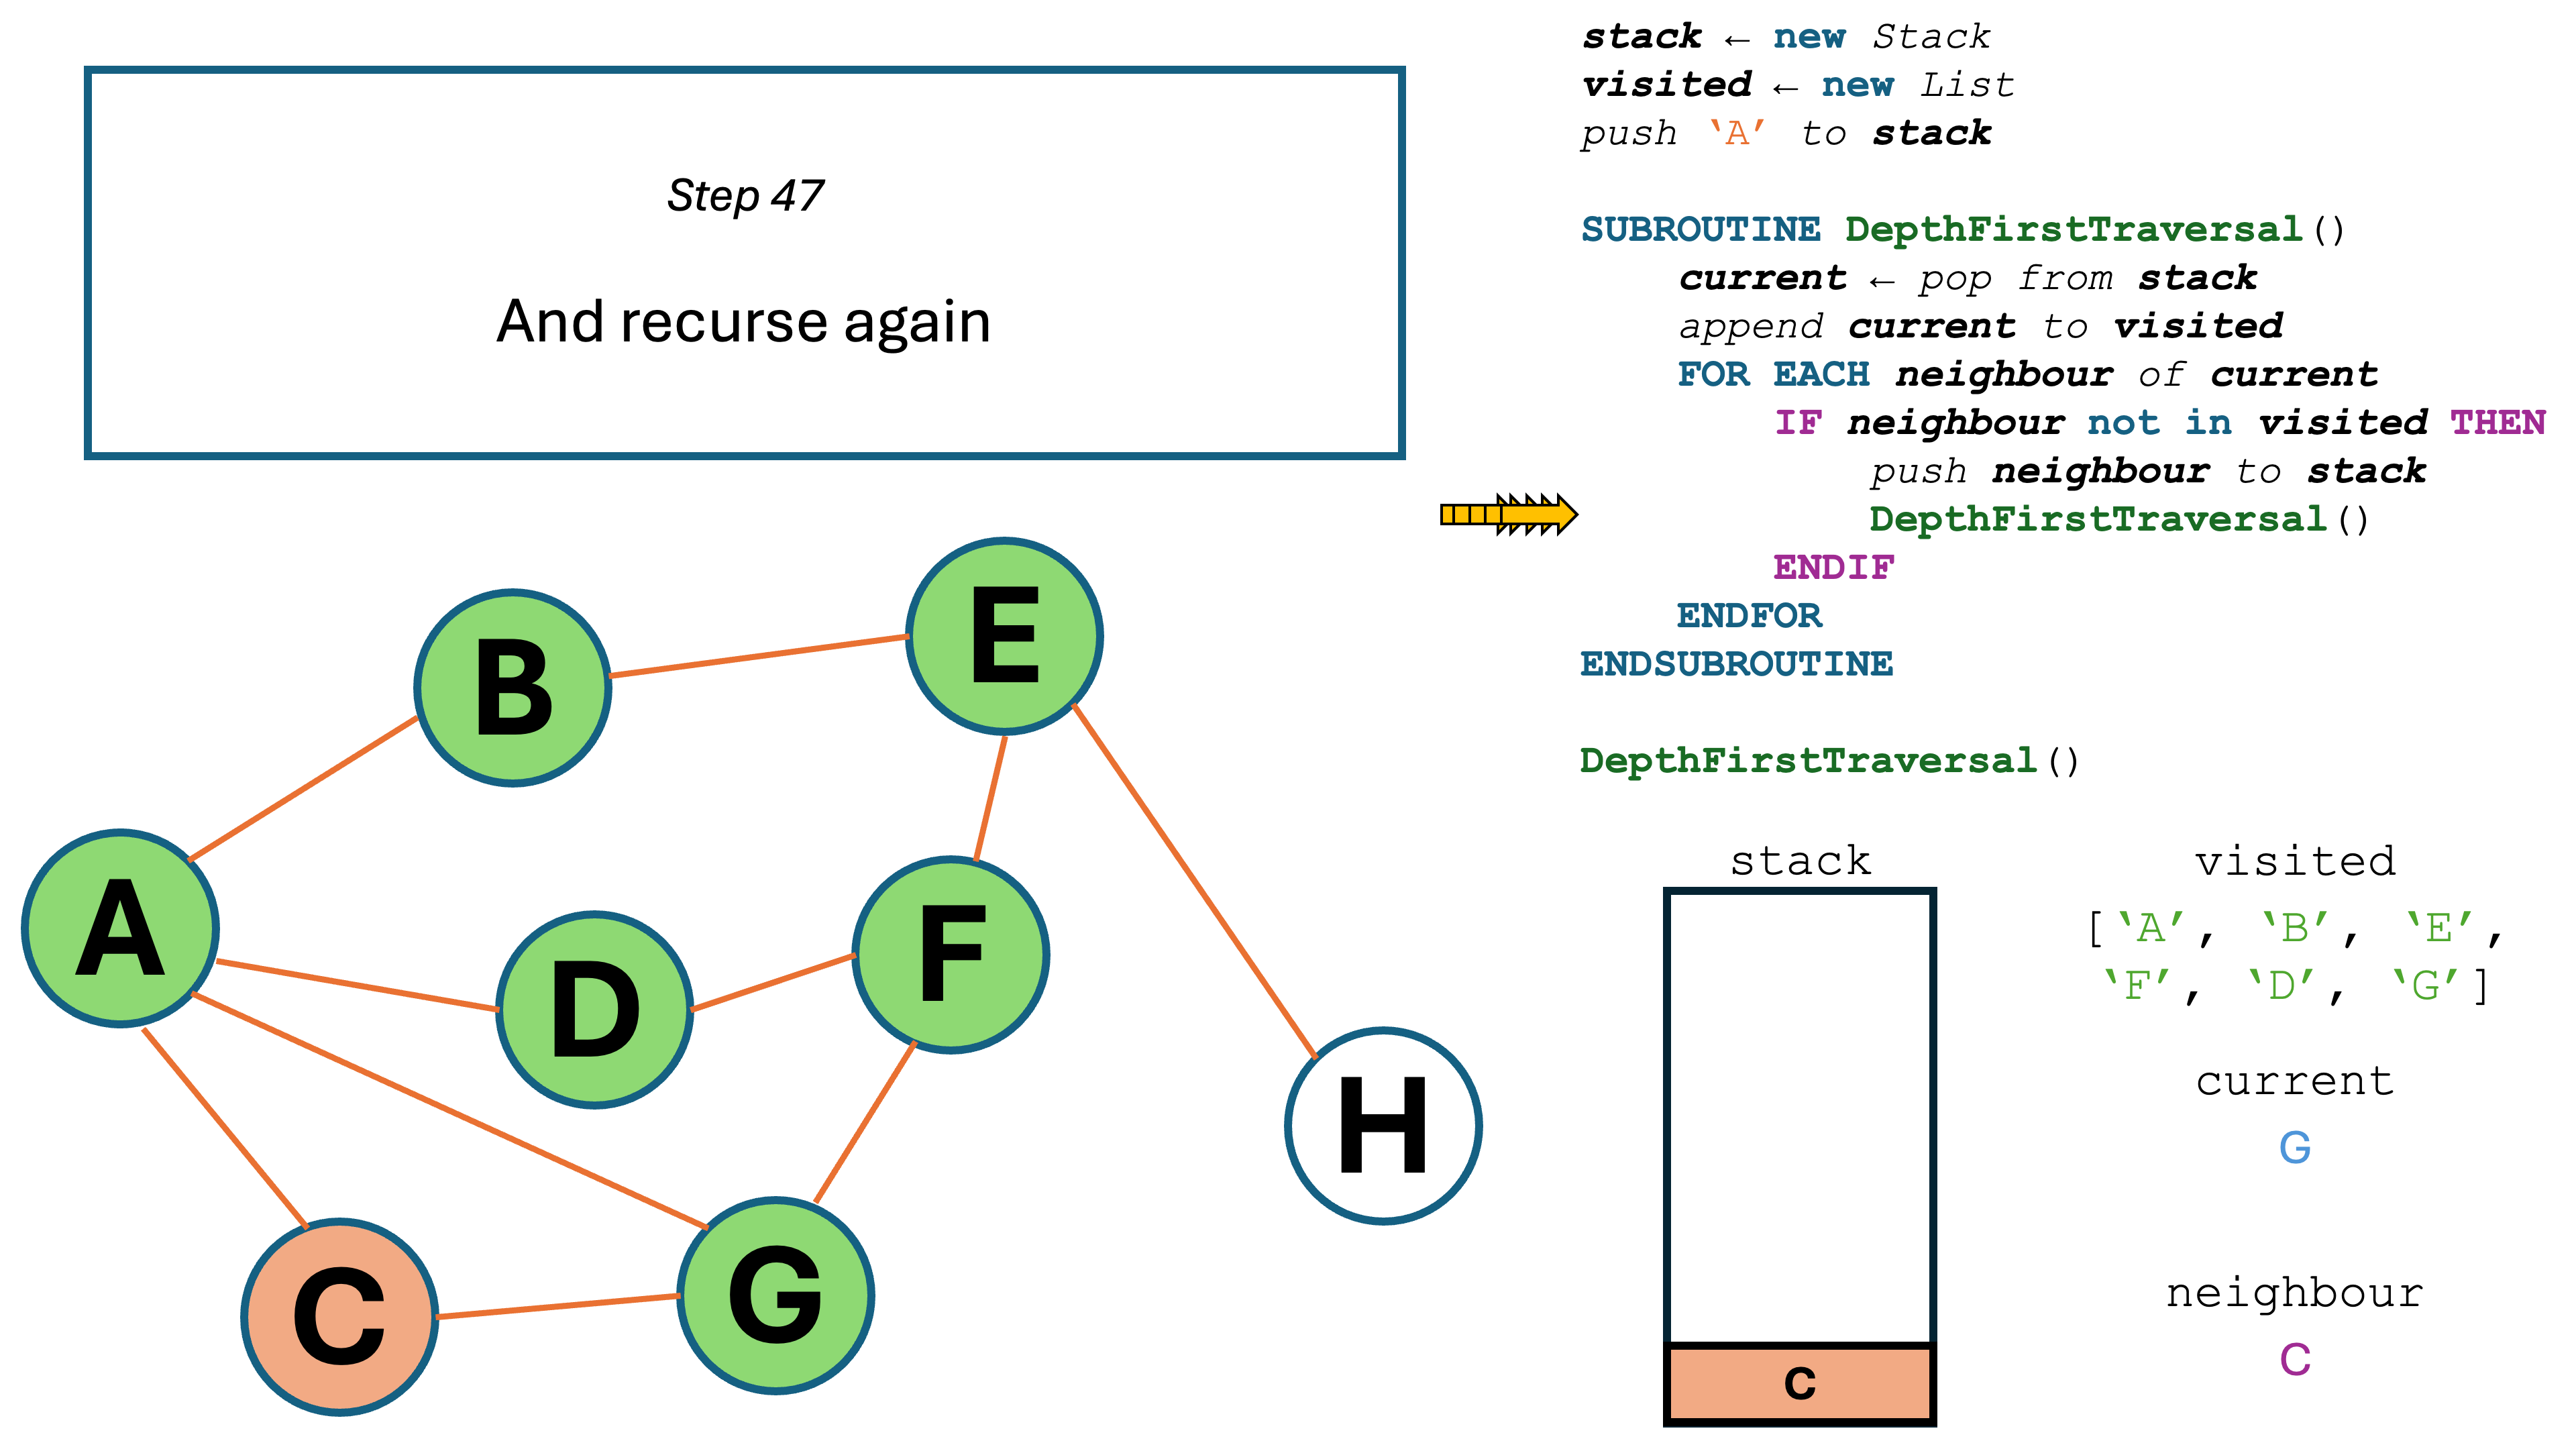 Step 47
And recurse again
stack ← new Stack
visited ← new List
push ‘A’ to stack
SUBROUTINE DepthFirstTraversal()
current ← pop from stack
append current to visited
FOR EACH neighbour of current
IF neighbour not in visited THEN
push neighbour to stack
DepthFirstTraversal()
ENDIF
ENDFOR
ENDSUBROUTINE
DepthFirstTraversal()
B
E
A
D
F
H
C
G
stack
C
visited
[‘A’, ‘B’, ‘E’,
‘F’, ‘D’, ‘G’]
current
G
neighbour
C